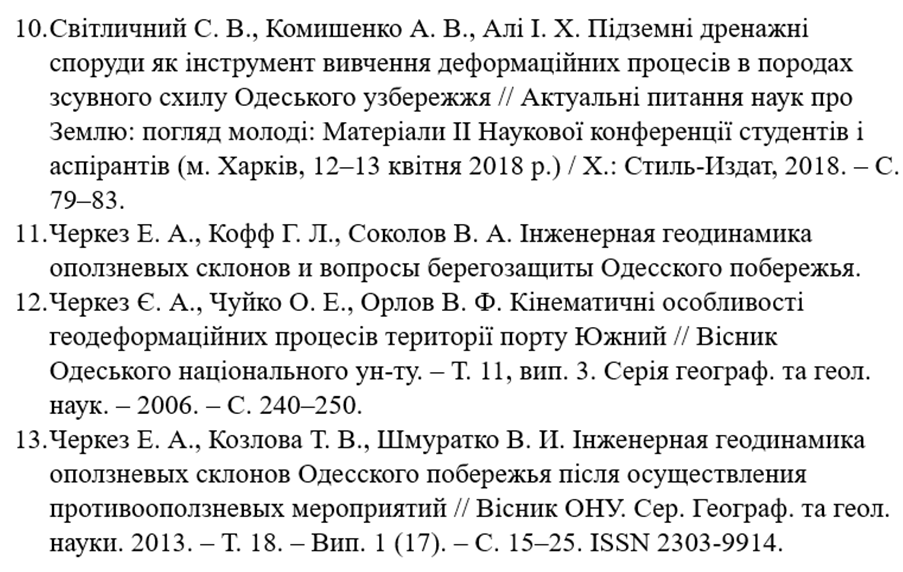 10.Світличний С. В., Комишенко А. В., Алі І. Х. Підземні дренажні
споруди як інструмент вивчення деформаційних процесів в породах
зсувного схилу Одеського узбережжя // Актуальні питання наук про
Землю: погляд молоді: Матеріали ІІ Наукової конференції студентів і
аспірантів (м. Харків, 12–13 квітня 2018 р.) / Х.: Стиль-Издат, 2018. – С.
79–83.
11.Черкез Е. А., Кофф Г. Л., Соколов В. А. Інженерная геодинамика
оползневых склонов и вопросы берегозащиты Одесского побережья.
12.Черкез Є. А., Чуйко О. Е., Орлов В. Ф. Кінематичні особливості
геодеформаційних процесів території порту Южний // Вісник
Одеського національного ун-ту. – Т. 11, вип. 3. Серія географ. та геол.
наук. – 2006. – С. 240–250.
13.Черкез Е. А., Козлова Т. В., Шмуратко В. И. Інженерная геодинамика
оползневых склонов Одесского побережья після осуществления
противооползневых мероприятий // Вісник ОНУ. Сер. Географ. та геол.
науки. 2013. – Т. 18. – Вип. 1 (17). – С. 15–25. ISSN 2303-9914.